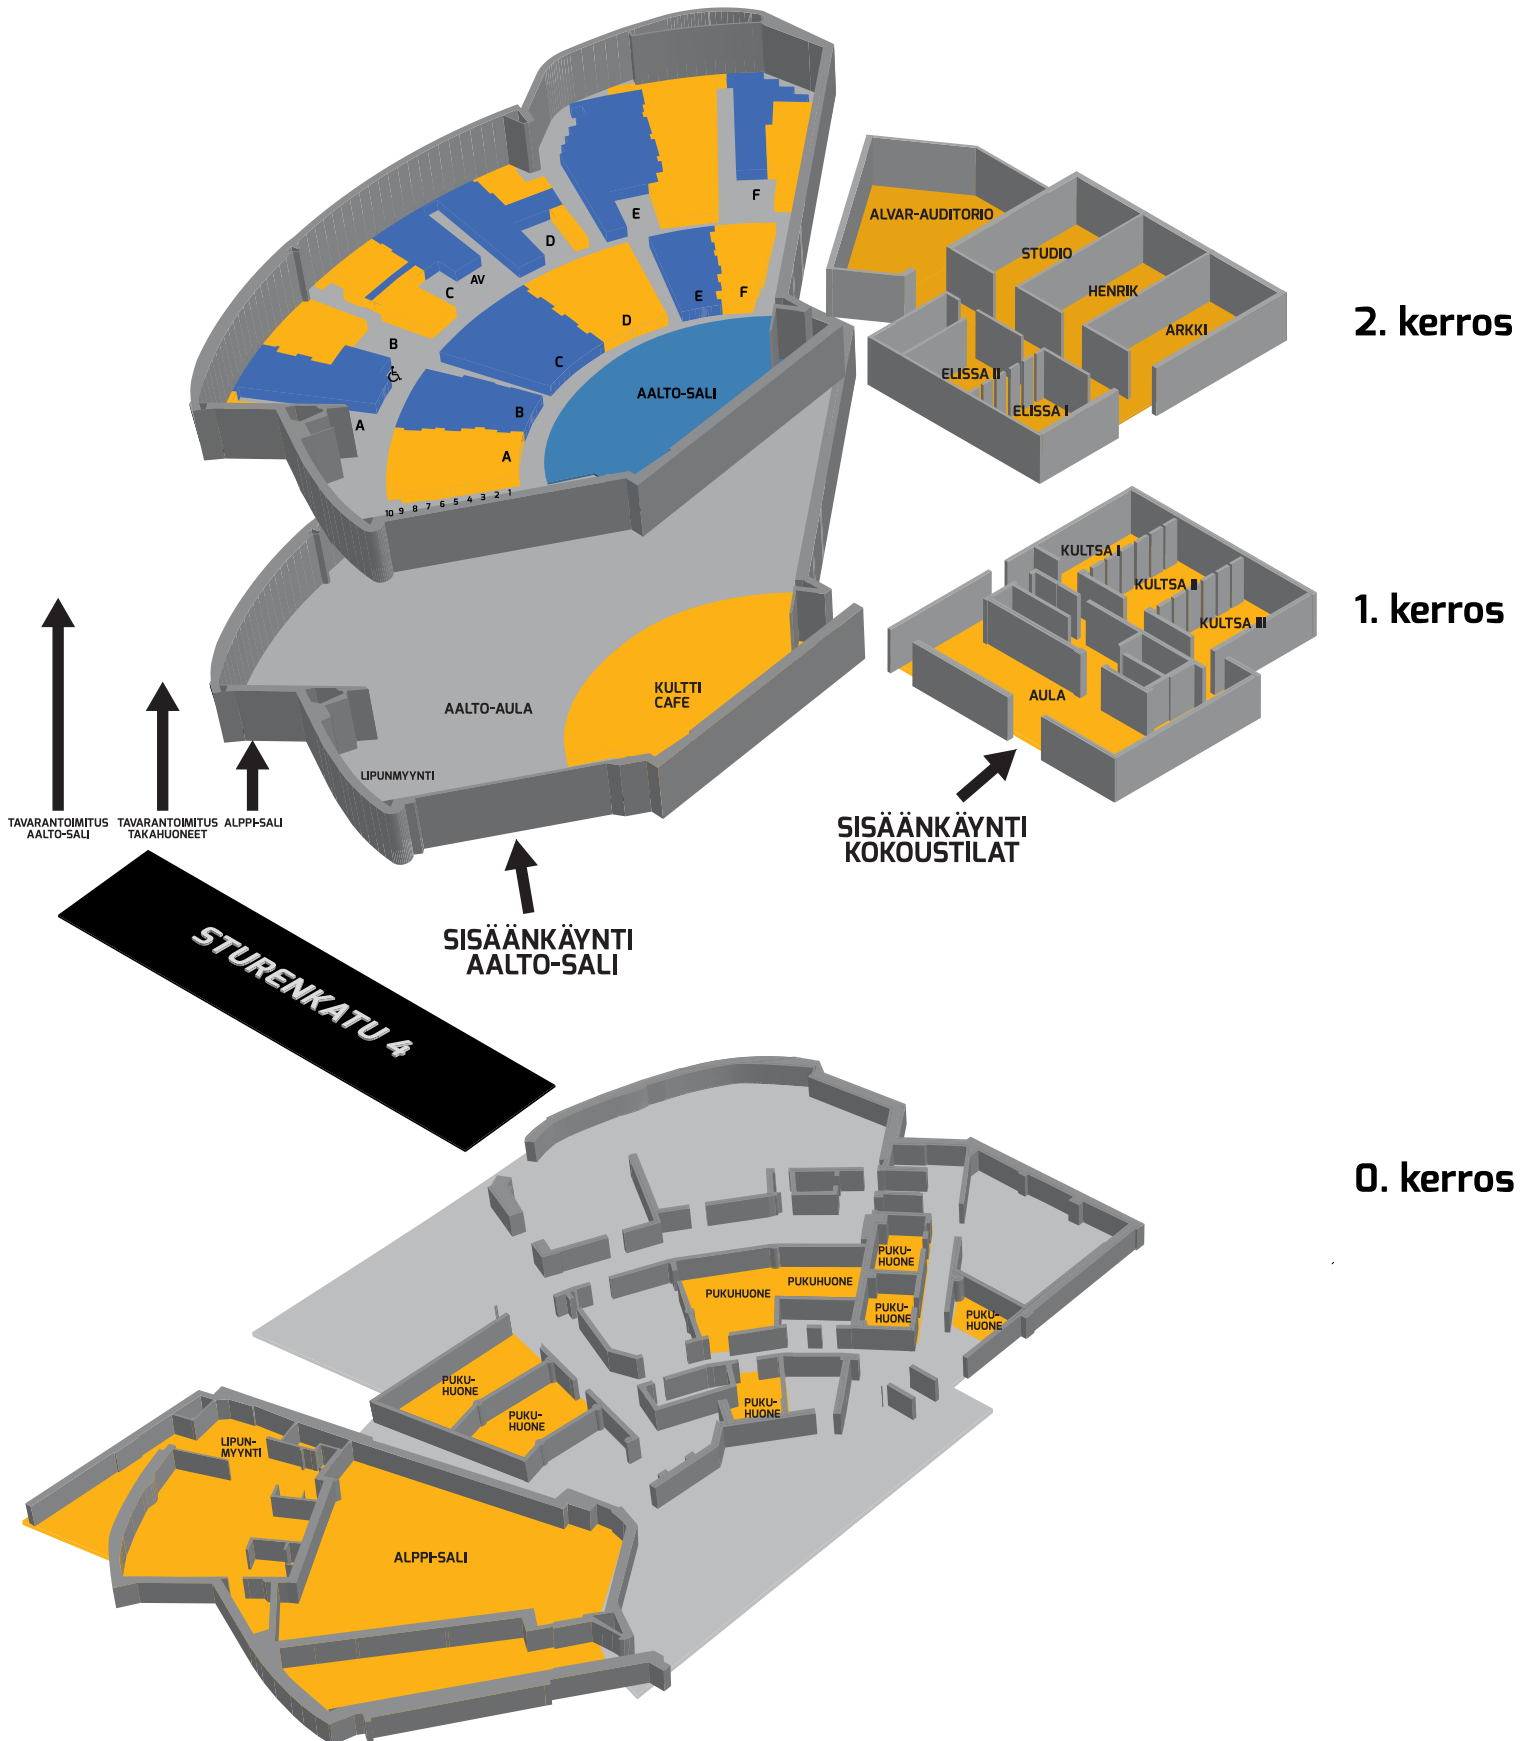 2. kerros
ALVAR-AUDITORIO
STUDIO
HENRIK
ARKKI
ELISSA II
ELISSA I
F
E
D
AV
C
B
A
F
E
D
C
B
A
AALTO-SALI
10 9 8 7 6 5 4 3 2 1
1. kerros
KULTSA I
KULTSA II
KULTSA III
AULA
KULTTI
CAFE
AALTO-AULA
LIPUNMYYNTI
TAVARANTOIMITUS
AALTO-SALI
TAVARANTOIMITUS
TAKAHUONEET
ALPPI-SALI
SISÄÄNKÄYNTI
KOKOUSTILAT
SISÄÄNKÄYNTI
AALTO-SALI
STURENKATU 4
0. kerros
PUKU-
HUONE
PUKUHUONE
PUKUHUONE
PUKU-
HUONE
PUKU-
HUONE
PUKU-
HUONE
PUKU-
HUONE
PUKU-
HUONE
LIPUN-
MYYNTI
ALPPI-SALI